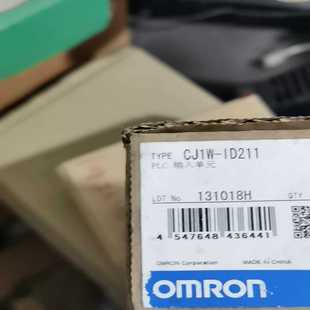 TYPE CJ1W-ID211
PLC 输入单元
LOT No 131018H QTY
4 547648 436441
OMRON Corporation MADE IN CHINA
OMRON